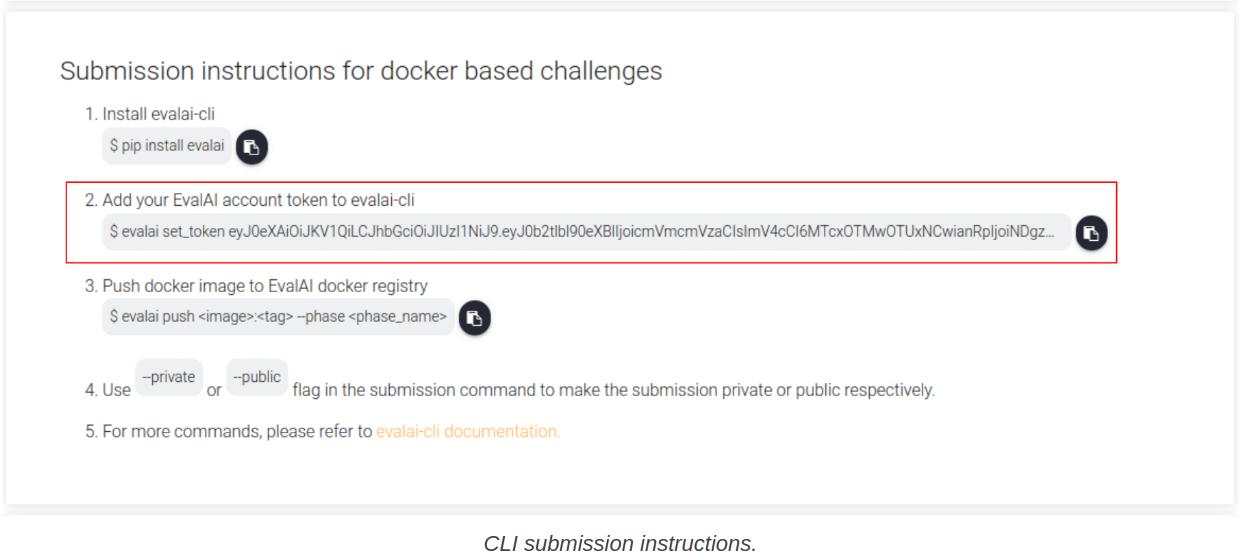 Submission instructions for docker based challenges
1. Install evalai-cli
$ pip install evalai
2. Add your EvalAI account token to evalai-cli
$ evalai set_token eyJ0eXAiOiJKV1QiLCJhbGciOiJIUzI1NiJ9.eyJ0b2tlbl90eXBlIjoicmVmcmVzaCIsImV4cCI6MTcxOTMwOTUxNCwianRpIjoiNDgz...
3. Push docker image to EvalAI docker registry
$ evalai push <image>:<tag> --phase <phase_name>
4. Use --private or --public flag in the submission command to make the submission private or public respectively.
5. For more commands, please refer to evalai-cli documentation.
CLI submission instructions.